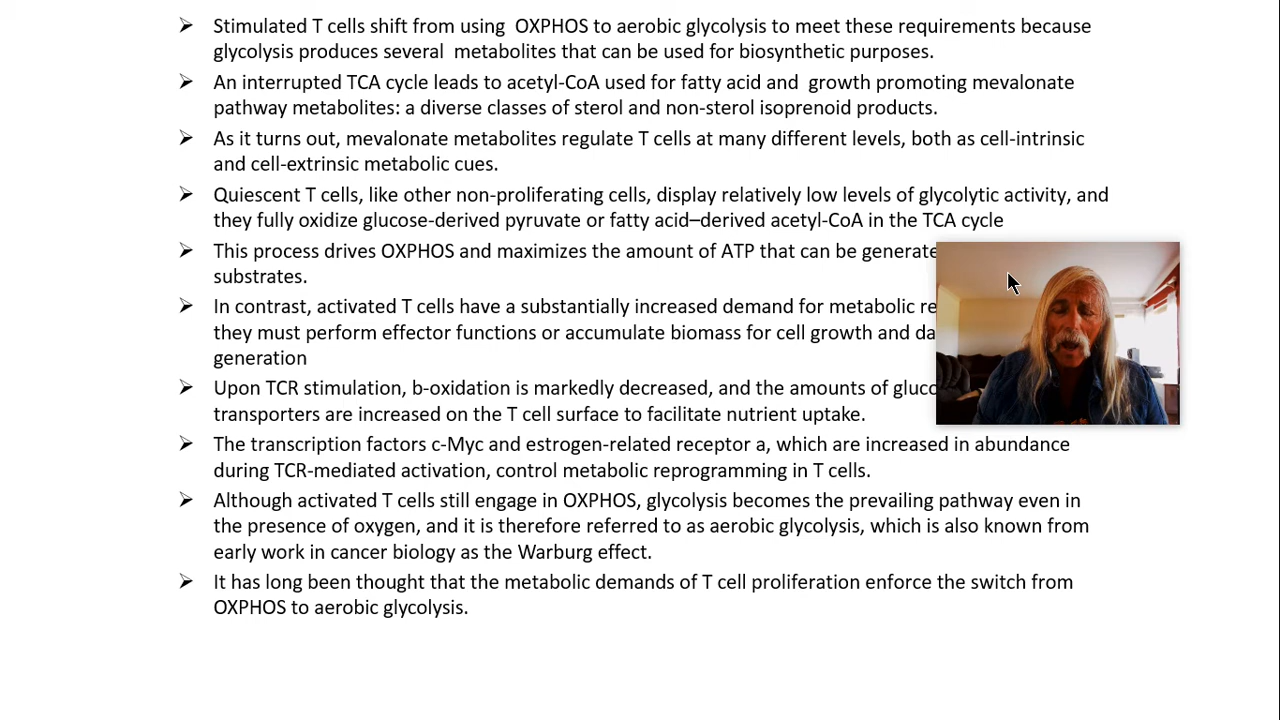 Stimulated T cells shift from using  OXPHOS to aerobic glycolysis to meet these requirements because
glycolysis produces several  metabolites that can be used for biosynthetic purposes.
An interrupted TCA cycle leads to acetyl-CoA used for fatty acid and  growth promoting mevalonate
pathway metabolites: a diverse classes of sterol and non-sterol isoprenoid products.
As it turns out, mevalonate metabolites regulate T cells at many different levels, both as cell-intrinsic
and cell-extrinsic metabolic cues.
Quiescent T cells, like other non-proliferating cells, display relatively low levels of glycolytic activity, and
they fully oxidize glucose-derived pyruvate or fatty acid–derived acetyl-CoA in the TCA cycle
This process drives OXPHOS and maximizes the amount of ATP that can be
substrates.
In contrast, activated T cells have a substantially increased demand for metabolic
they must perform effector functions or accumulate biomass for cell growth and
generation
Upon TCR stimulation, b-oxidation is markedly decreased, and the amounts of
transporters are increased on the T cell surface to facilitate nutrient uptake.
The transcription factors c-Myc and estrogen-related receptor a, which are increased in abundance
during TCR-mediated activation, control metabolic reprogramming in T cells.
Although activated T cells still engage in OXPHOS, glycolysis becomes the prevailing pathway even in
the presence of oxygen, and it is therefore referred to as aerobic glycolysis, which is also known from
early work in cancer biology as the Warburg effect.
It has long been thought that the metabolic demands of T cell proliferation enforce the switch from
OXPHOS to aerobic glycolysis.